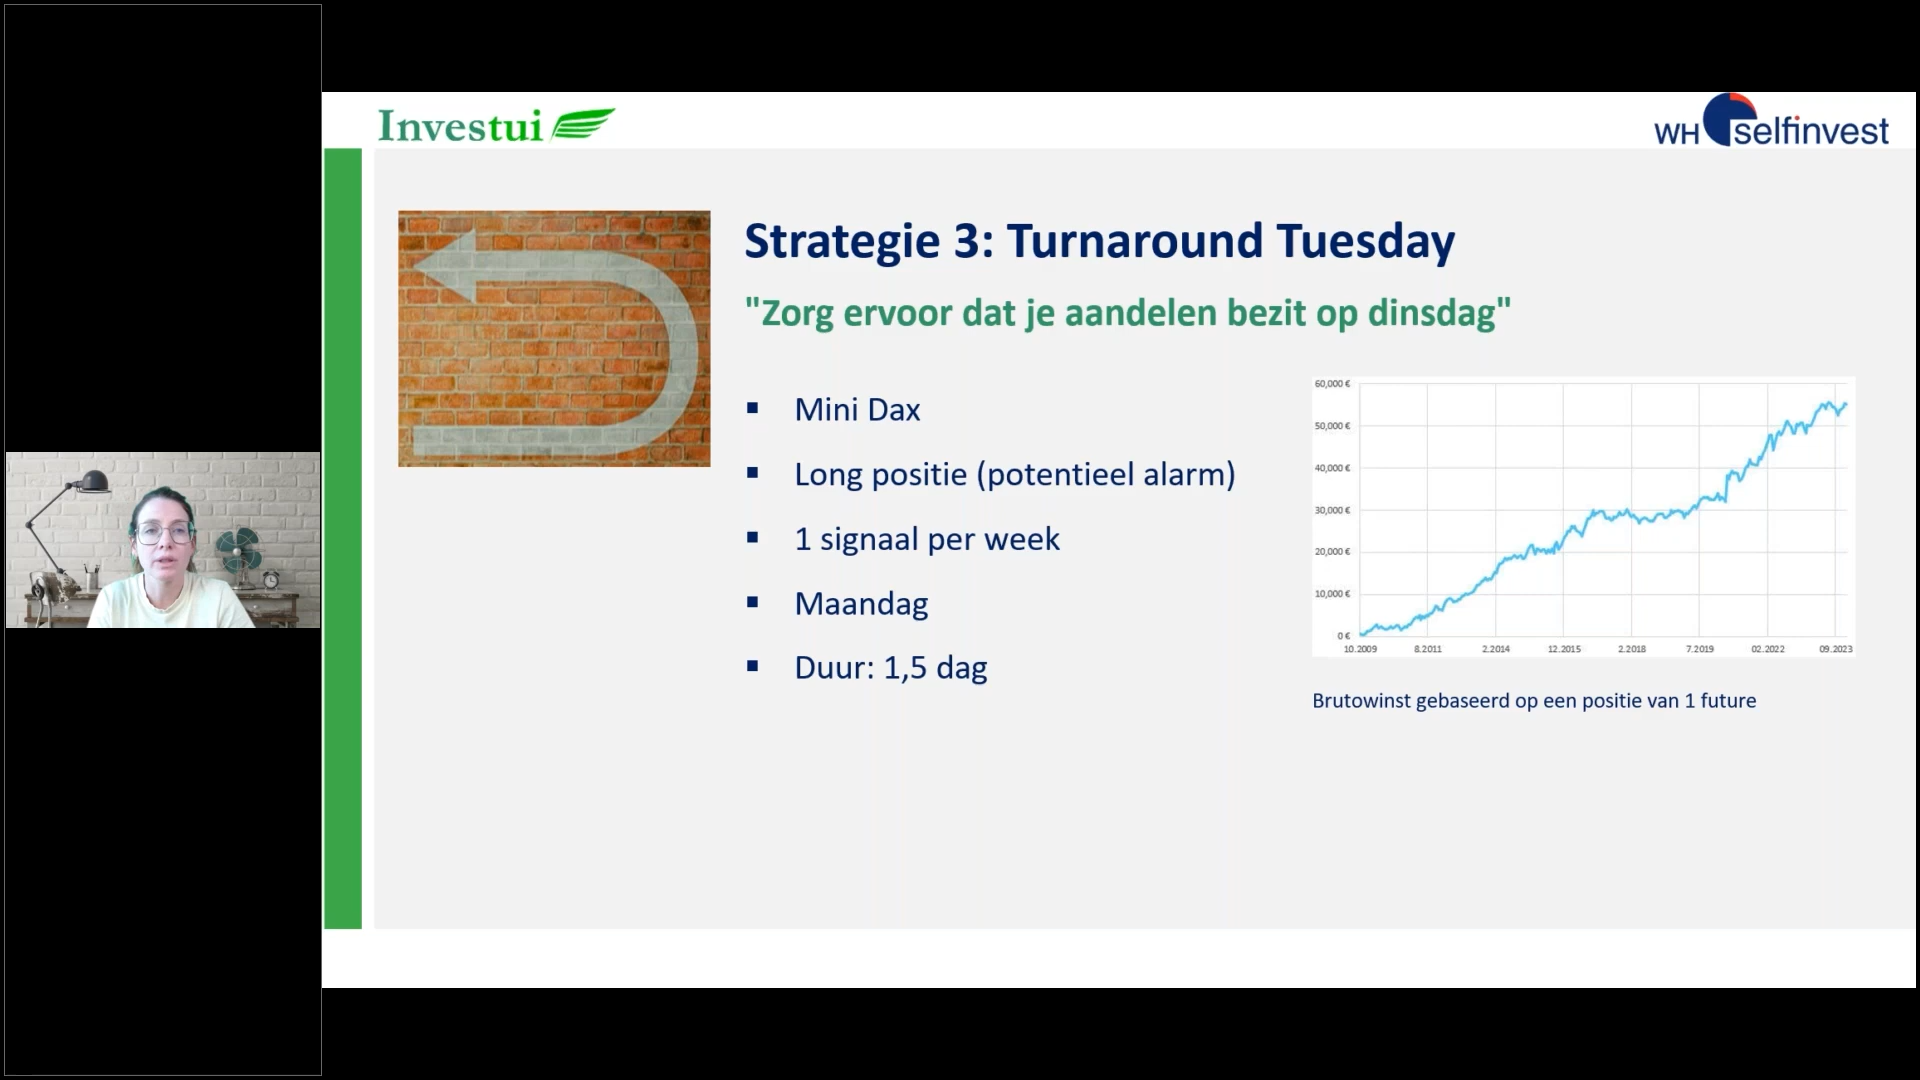 Investui
WH selfinvest
Strategie 3: Turnaround Tuesday
"Zorg ervoor dat je aandelen bezit op dinsdag"
▪ Mini Dax
▪ Long positie (potentieel alarm)
▪ 1 signaal per week
▪ Maandag
▪ Duur: 1,5 dag
60,000 €
50,000 €
40,000 €
30,000 €
20,000 €
10,000 €
0 €
10.2009 8.2011 2.2014 12.2015 2.2018 7.2019 02.2022 09.2023
Brutowinst gebaseerd op een positie van 1 future